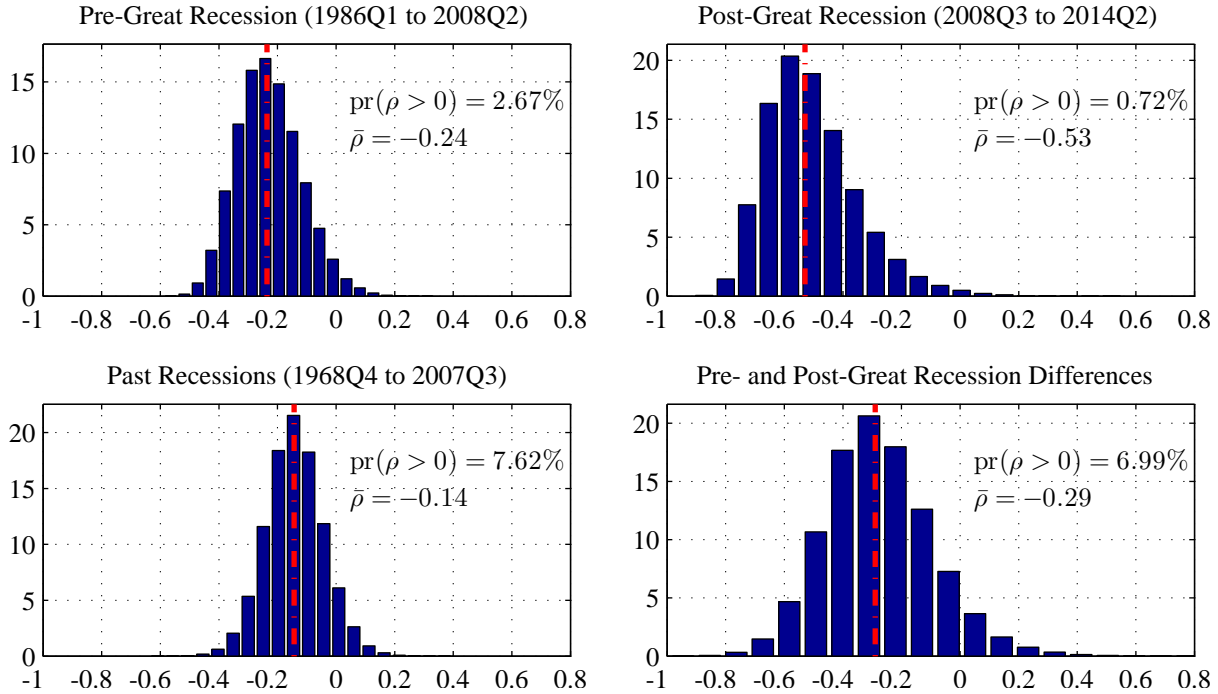 Pre-Great Recession (1986Q1 to 2008Q2)
15
10
5
0
pr(ρ > 0) = 2.67%
ρ̄ = −0.24
-1 -0.8 -0.6 -0.4 -0.2 0 0.2 0.4 0.6 0.8
Post-Great Recession (2008Q3 to 2014Q2)
20
15
10
5
0
pr(ρ > 0) = 0.72%
ρ̄ = −0.53
-1 -0.8 -0.6 -0.4 -0.2 0 0.2 0.4 0.6 0.8
Past Recessions (1968Q4 to 2007Q3)
20
15
10
5
0
pr(ρ > 0) = 7.62%
ρ̄ = −0.14
-1 -0.8 -0.6 -0.4 -0.2 0 0.2 0.4 0.6 0.8
Pre- and Post-Great Recession Differences
20
15
10
5
0
pr(ρ > 0) = 6.99%
ρ̄ = −0.29
-1 -0.8 -0.6 -0.4 -0.2 0 0.2 0.4 0.6 0.8